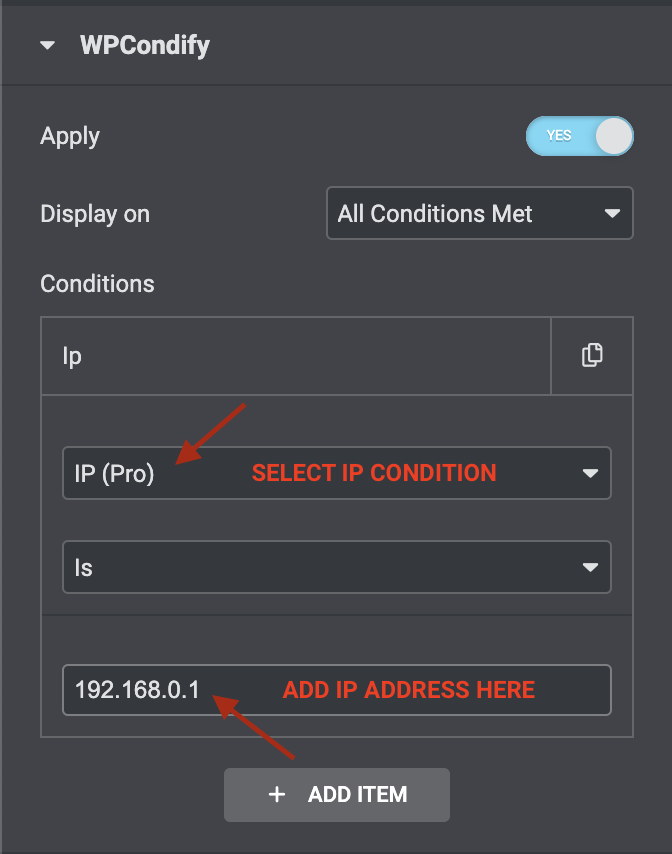 WPCondify
Apply
YES
Display on
All Conditions Met
Conditions
Ip
IP (Pro)
SELECT IP CONDITION
Is
192.168.0.1
ADD IP ADDRESS HERE
+ ADD ITEM